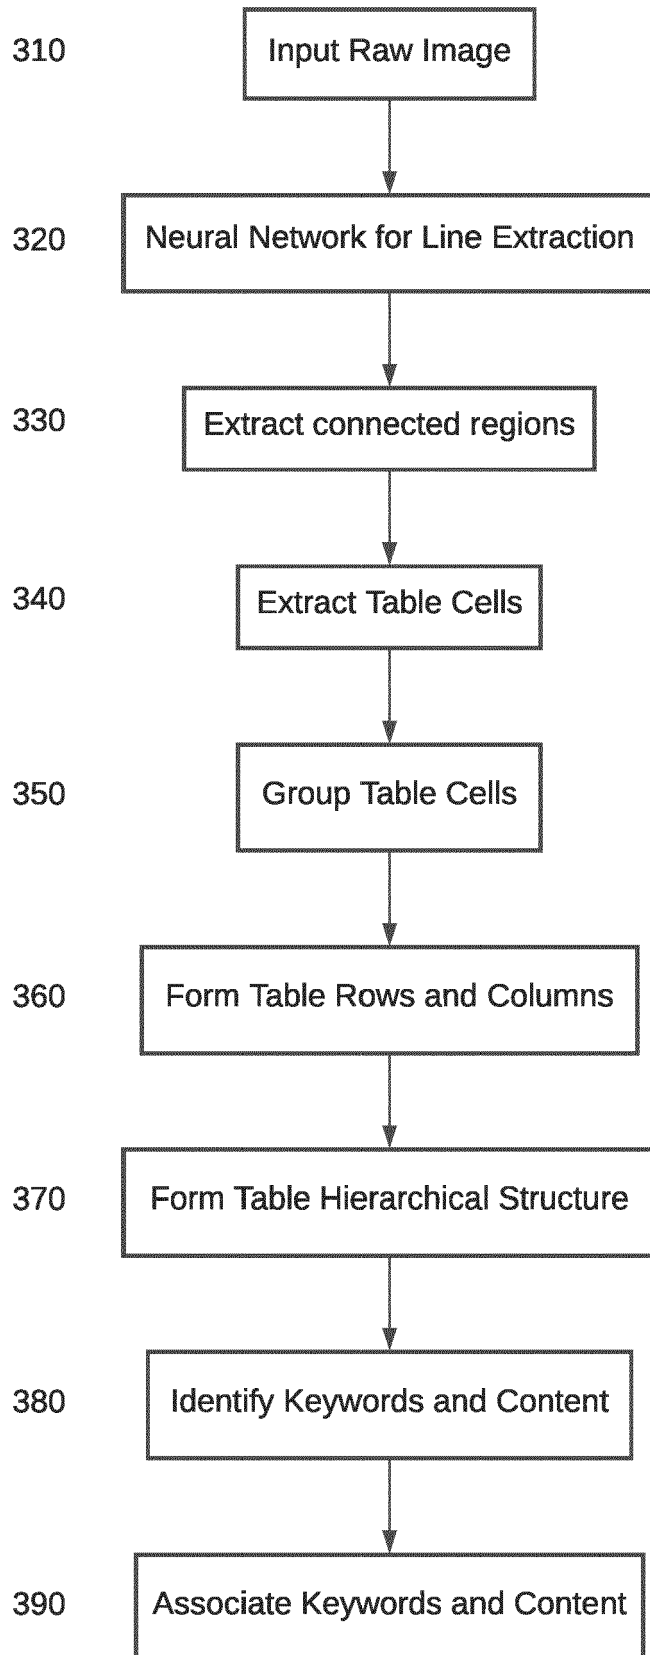 310 Input Raw Image
320 Neural Network for Line Extraction
330 Extract connected regions
340 Extract Table Cells
350 Group Table Cells
360 Form Table Rows and Columns
370 Form Table Hierarchical Structure
380 Identify Keywords and Content
390 Associate Keywords and Content